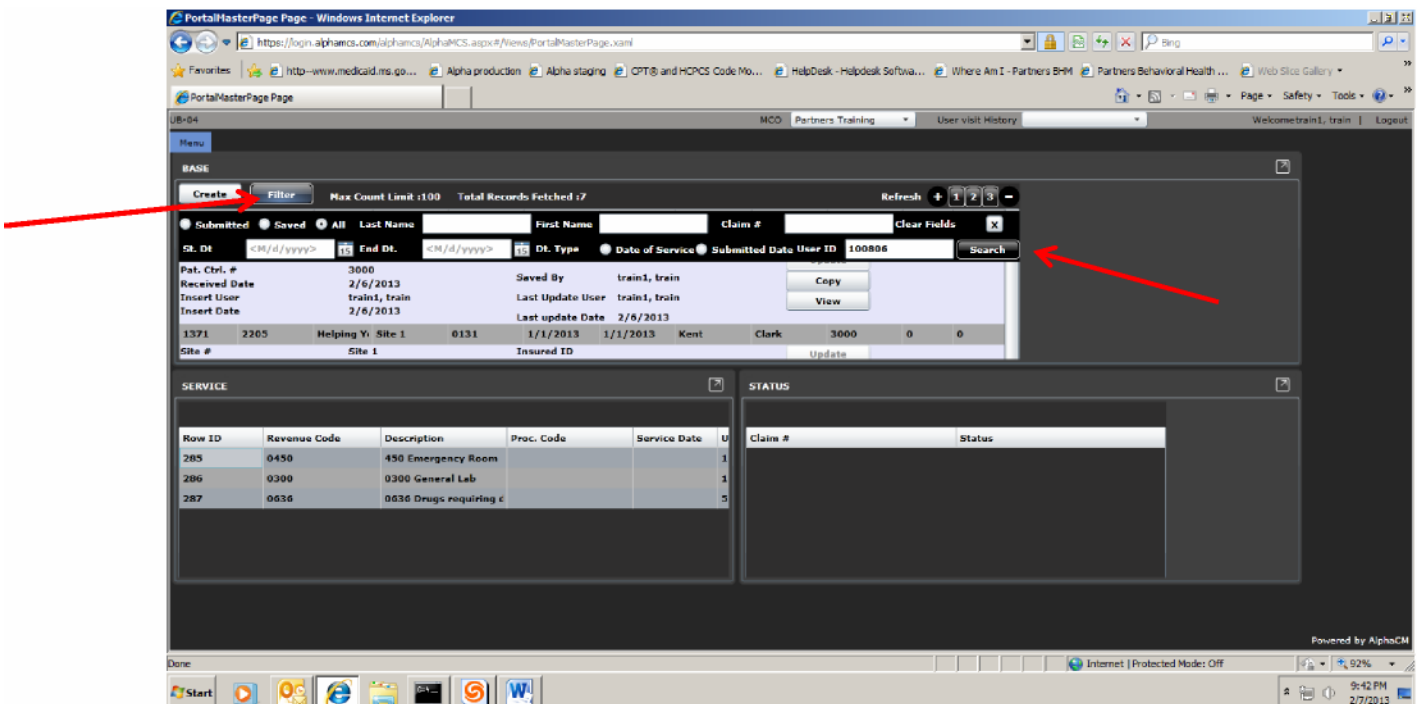 PortalMasterPage Page - Windows Internet Explorer
https://login.alphamcs.com/alphamcs/AlphaMCS.aspx#/Views/PortalMasterPage.xaml Bing
Favorites http--www.medicaid.ms.go... Alpha production Alpha staging CPT® and HCPCS Code Mo... HelpDesk - Helpdesk Softwa... Where Am I - Partners BHM Partners Behavioral Health ... Web Slice Gallery »
PortalMasterPage Page Page Safety Tools »
UB-04 MCO Partners Training User visit History Welcometrain1, train | Logout
Menu
BASE
Create Filter Max Count Limit :100 Total Records Fetched :7 Refresh + 1 2 3 -
Submitted Saved All Last Name First Name Claim # Clear Fields X
St. Dt <M/d/yyyy> 15 End Dt. <M/d/yyyy> 15 Dt. Type Date of Service Submitted Date User ID 100806 Search
Update
Pat. Ctrl. # 3000 Saved By train1, train Copy
Received Date 2/6/2013
Insert User train1, train Last Update User train1, train View
Insert Date 2/6/2013 Last update Date 2/6/2013
1371 2205 Helping Y Site 1 0131 1/1/2013 1/1/2013 Kent Clark 3000 0 0
Site # Site 1 Insured ID Update
SERVICE
Row ID Revenue Code Description Proc. Code Service Date U
285 0450 450 Emergency Room 1
286 0300 0300 General Lab 1
287 0636 0636 Drugs requiring d 5
STATUS
Claim # Status
Powered by AlphaCM
Done Internet | Protected Mode: Off 92%
Start 9:42 PM
2/7/2013